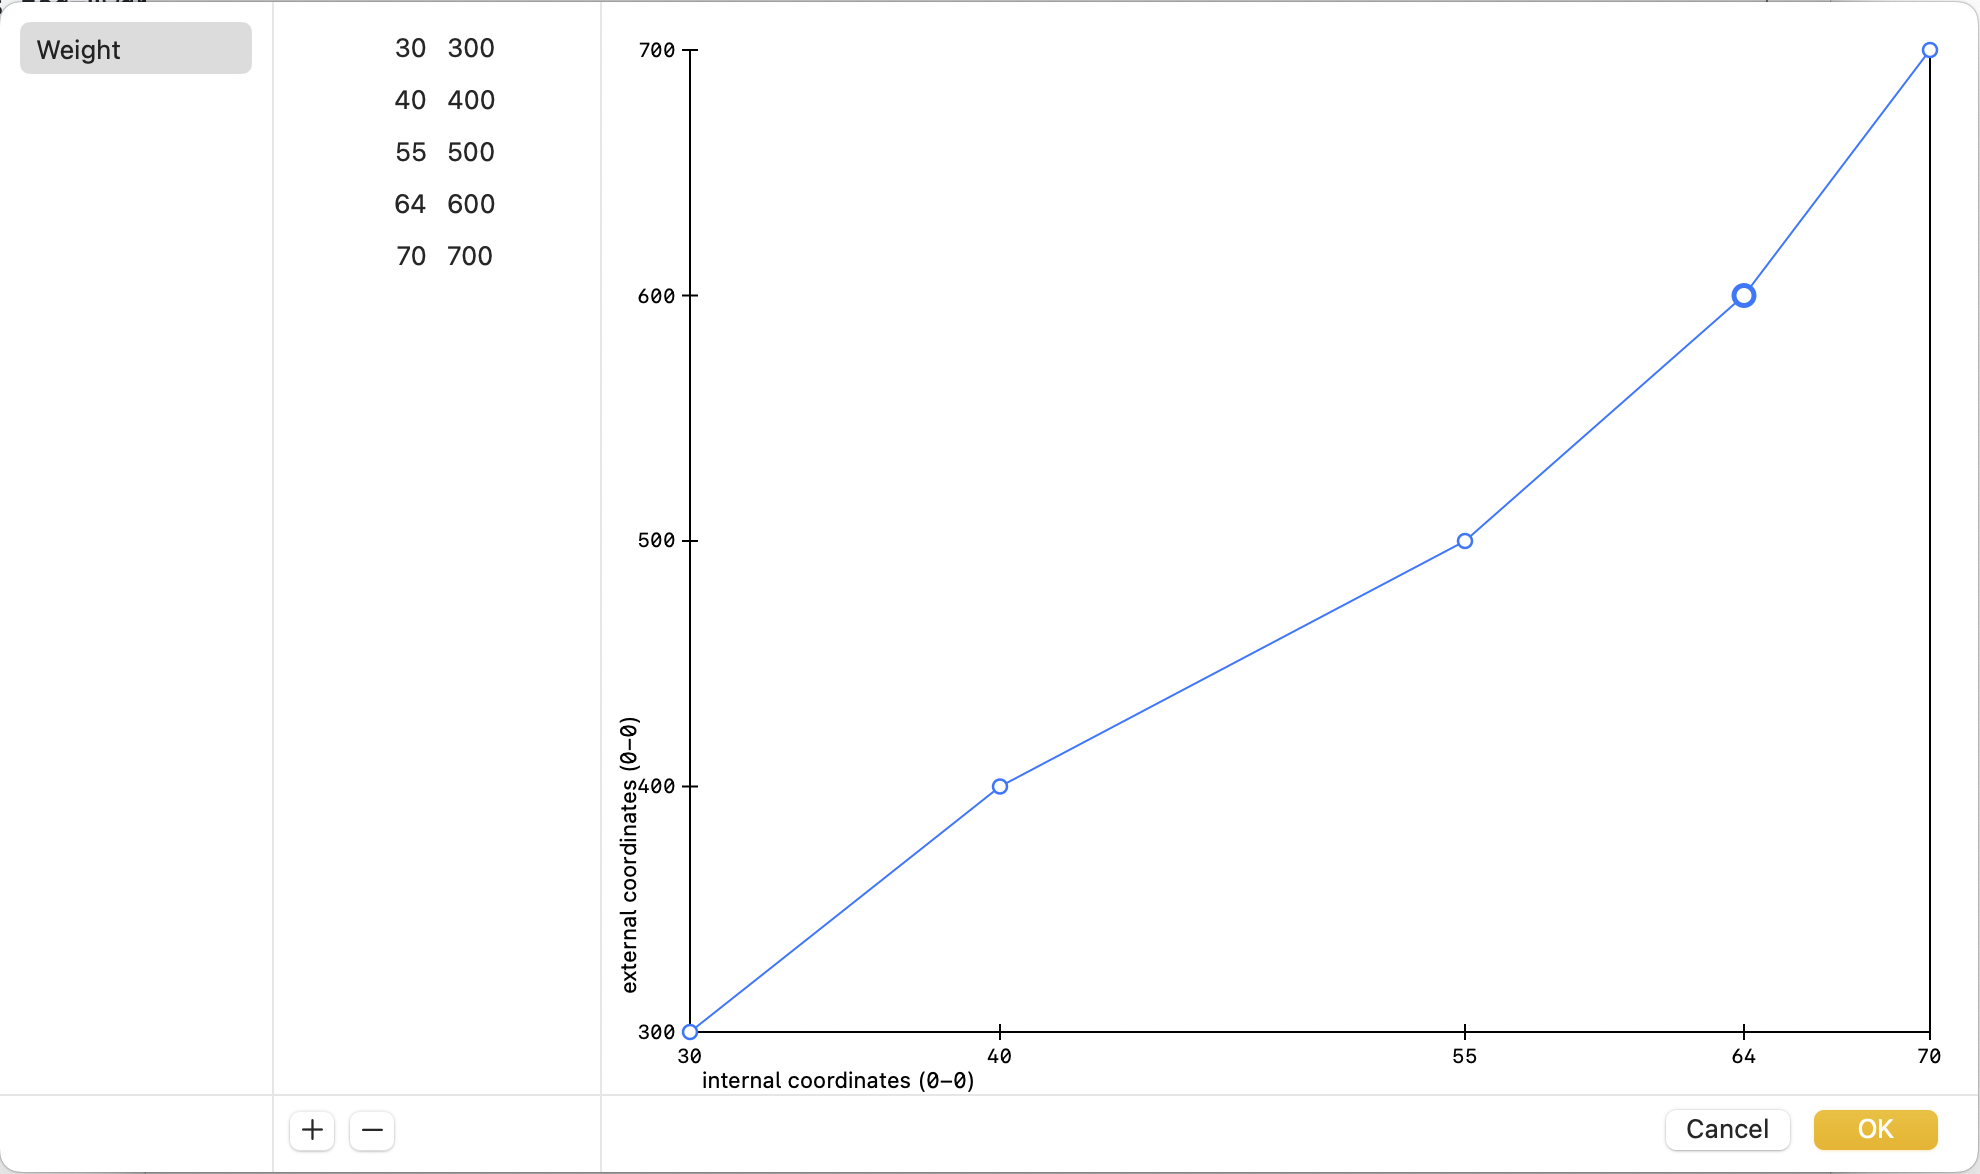 Weight
30 300
40 400
55 500
64 600
70 700
700
600
500
400
300
external coordinates (0–0)
30 40 55 64 70
internal coordinates (0–0)
+ −
Cancel OK